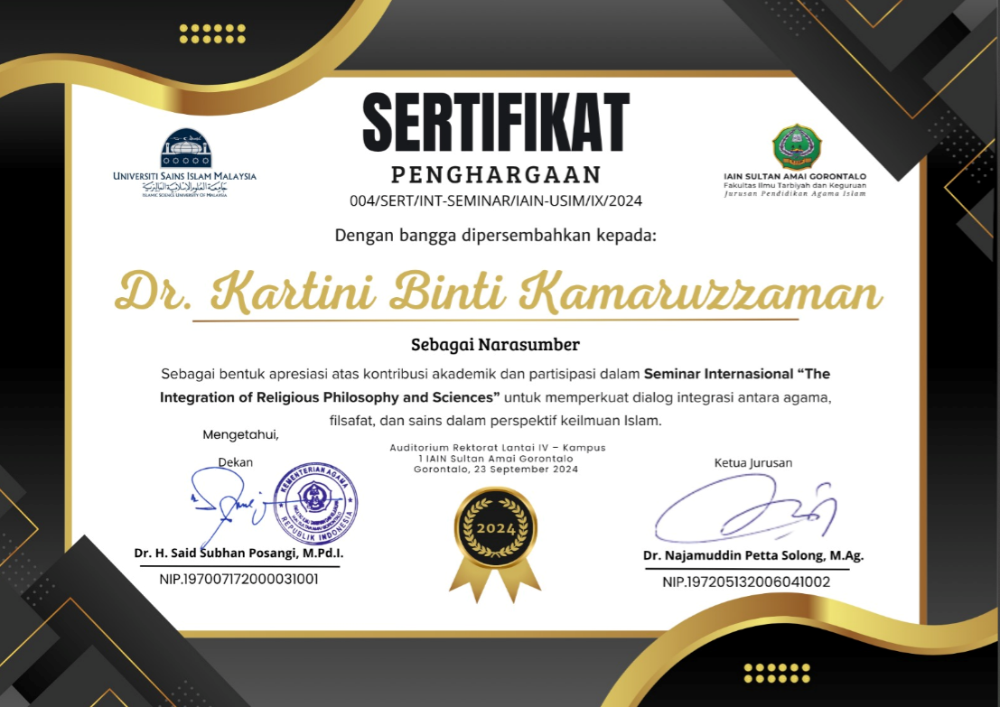 SERTIFIKAT
PENGHARGAAN
004/SERT/INT-SEMINAR/IAIN-USIM/IX/2024
UNIVERSITI SAINS ISLAM MALAYSIA
ISLAMIC SCIENCE UNIVERSITY OF MALAYSIA
IAIN SULTAN AMAI GORONTALO
Fakultas Ilmu Tarbiyah dan Keguruan
Jurusan Pendidikan Agama Islam
Dengan bangga dipersembahkan kepada:
Dr. Kartini Binti Kamaruzzaman
Sebagai Narasumber
Sebagai bentuk apresiasi atas kontribusi akademik dan partisipasi dalam Seminar Internasional “The
Integration of Religious Philosophy and Sciences” untuk memperkuat dialog integrasi antara agama,
filsafat, dan sains dalam perspektif keilmuan Islam.
Mengetahui,
Dekan
KEMENTERIAN AGAMA
REPUBLIK INDONESIA
Dr. H. Said Subhan Posangi, M.Pd.I.
NIP.197007172000031001
Auditorium Rektorat Lantai IV – Kampus
1 IAIN Sultan Amai Gorontalo
Gorontalo, 23 September 2024
2024
Ketua Jurusan
Dr. Najamuddin Petta Solong, M.Ag.
NIP.197205132006041002